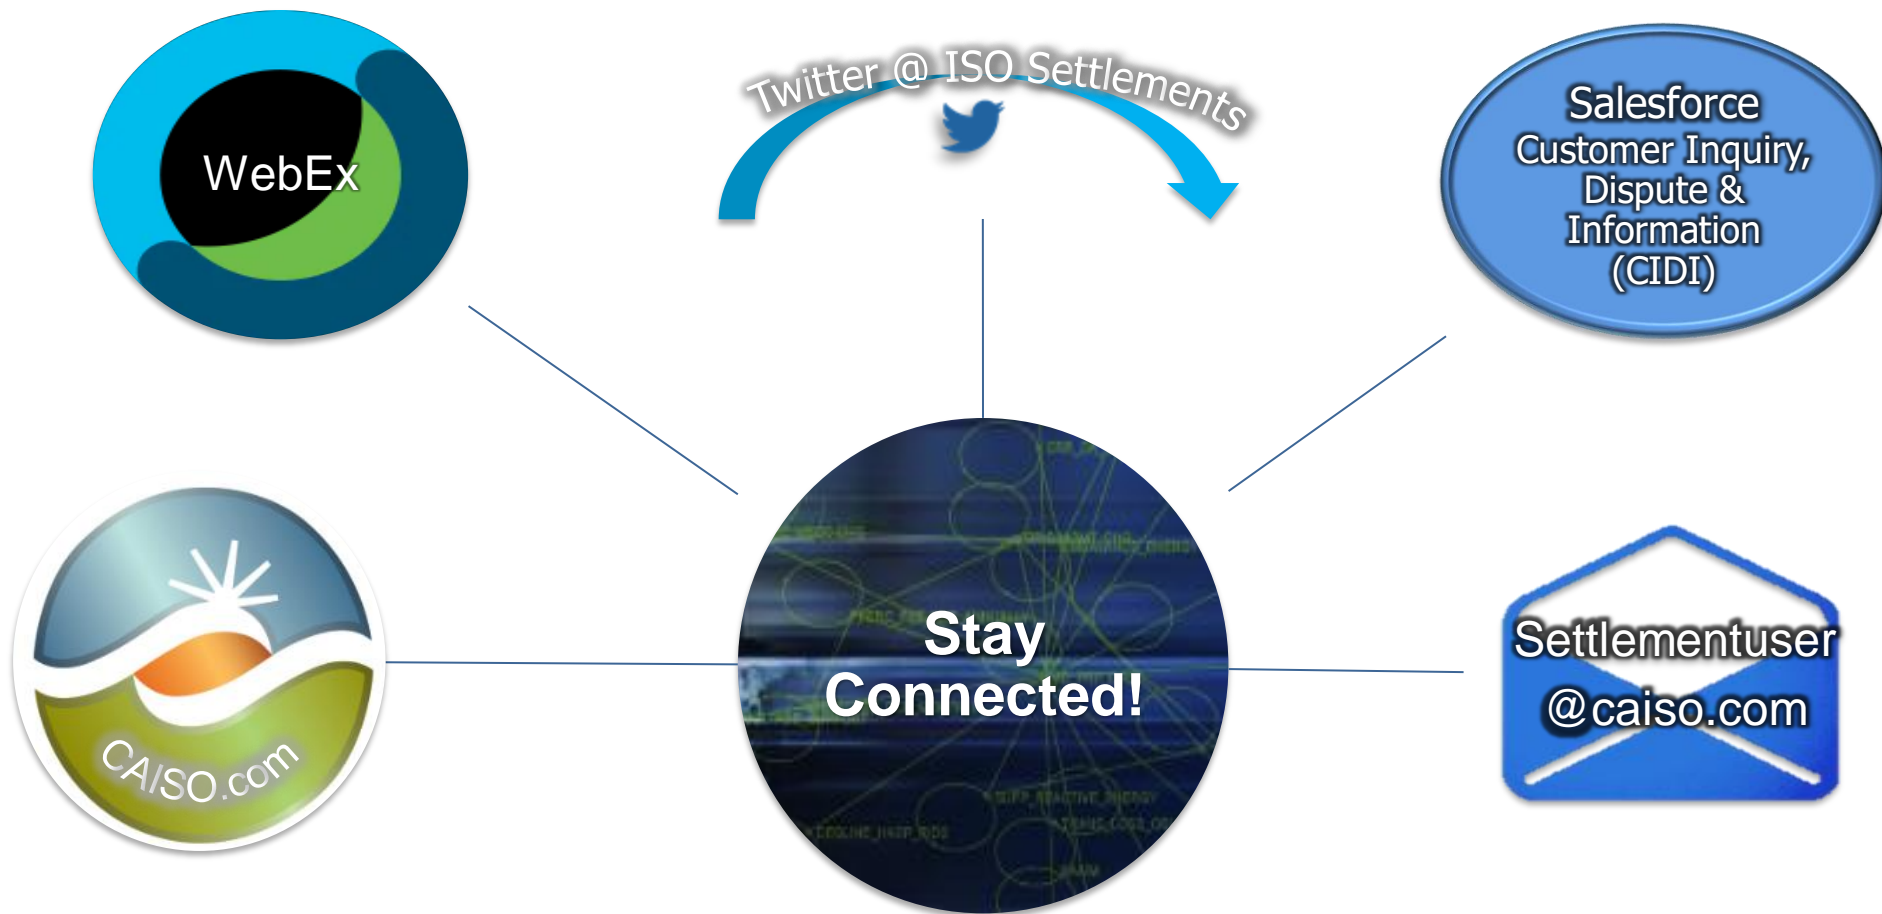 WebEx
Twitter @ ISO Settlements
Salesforce
Customer Inquiry,
Dispute &
Information
(CIDI)
CAISO.com
Stay
Connected!
Settlementuser
@caiso.com